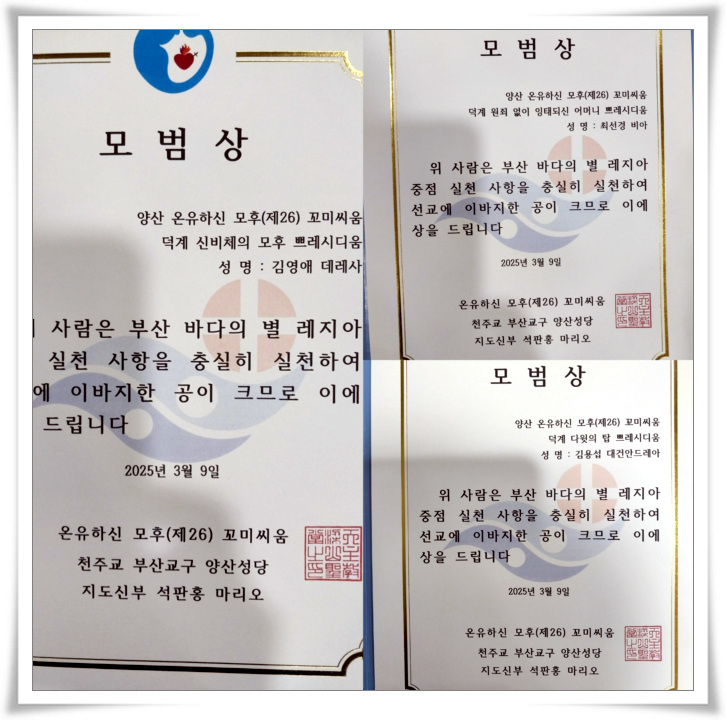 모 범 상
양산 온유하신 모후(제26) 꼬미씨움
덕계 신비체의 모후 쁘레시디움
성 명 : 김영애 데레사
사람은 부산 바다의 별 레지아
실천 사항을 충실히 실천하여
에 이바지한 공이 크므로 이에
드립니다
2025년 3월 9일
온유하신 모후(제26) 꼬미씨움
천주교 부산교구 양산성당
지도신부 석판홍 마리오
모 범 상
양산 온유하신 모후(제26) 꼬미씨움
덕계 원죄 없이 잉태되신 어머니 쁘레시디움
성 명 : 최선경 비아
위 사람은 부산 바다의 별 레지아
중점 실천 사항을 충실히 실천하여
선교에 이바지한 공이 크므로 이에
상을 드립니다
2025년 3월 9일
온유하신 모후(제26) 꼬미씨움
천주교 부산교구 양산성당
지도신부 석판홍 마리오
모 범 상
양산 온유하신 모후(제26) 꼬미씨움
덕계 다윗의 탑 쁘레시디움
성 명 : 김용섭 대건안드레아
위 사람은 부산 바다의 별 레지아
중점 실천 사항을 충실히 실천하여
선교에 이바지한 공이 크므로 이에
상을 드립니다
2025년 3월 9일
온유하신 모후(제26) 꼬미씨움
천주교 부산교구 양산성당
지도신부 석판홍 마리오